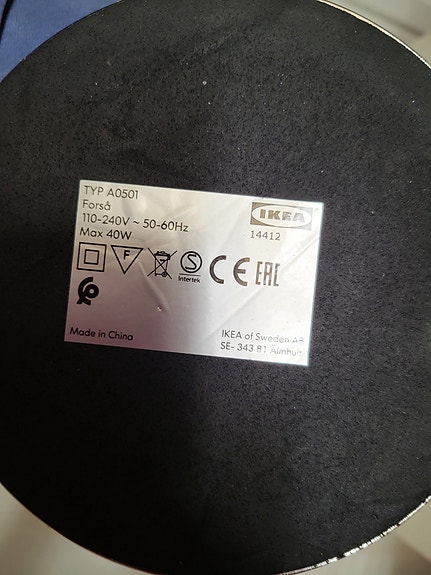 TYP A0501
Forså
110-240V ~ 50-60Hz
Max 40W
IKEA
14412
F
S
Intertek
CE EAC
Made in China
IKEA of Sweden AB
SE- 343 81 Älmhult